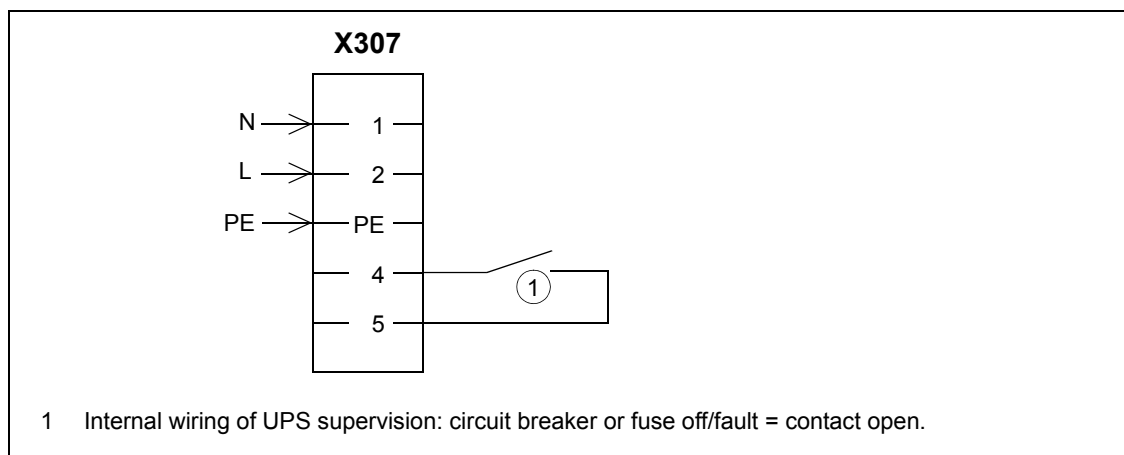 X307
N 1
L 2
PE PE
4
1
5
1 Internal wiring of UPS supervision: circuit breaker or fuse off/fault = contact open.